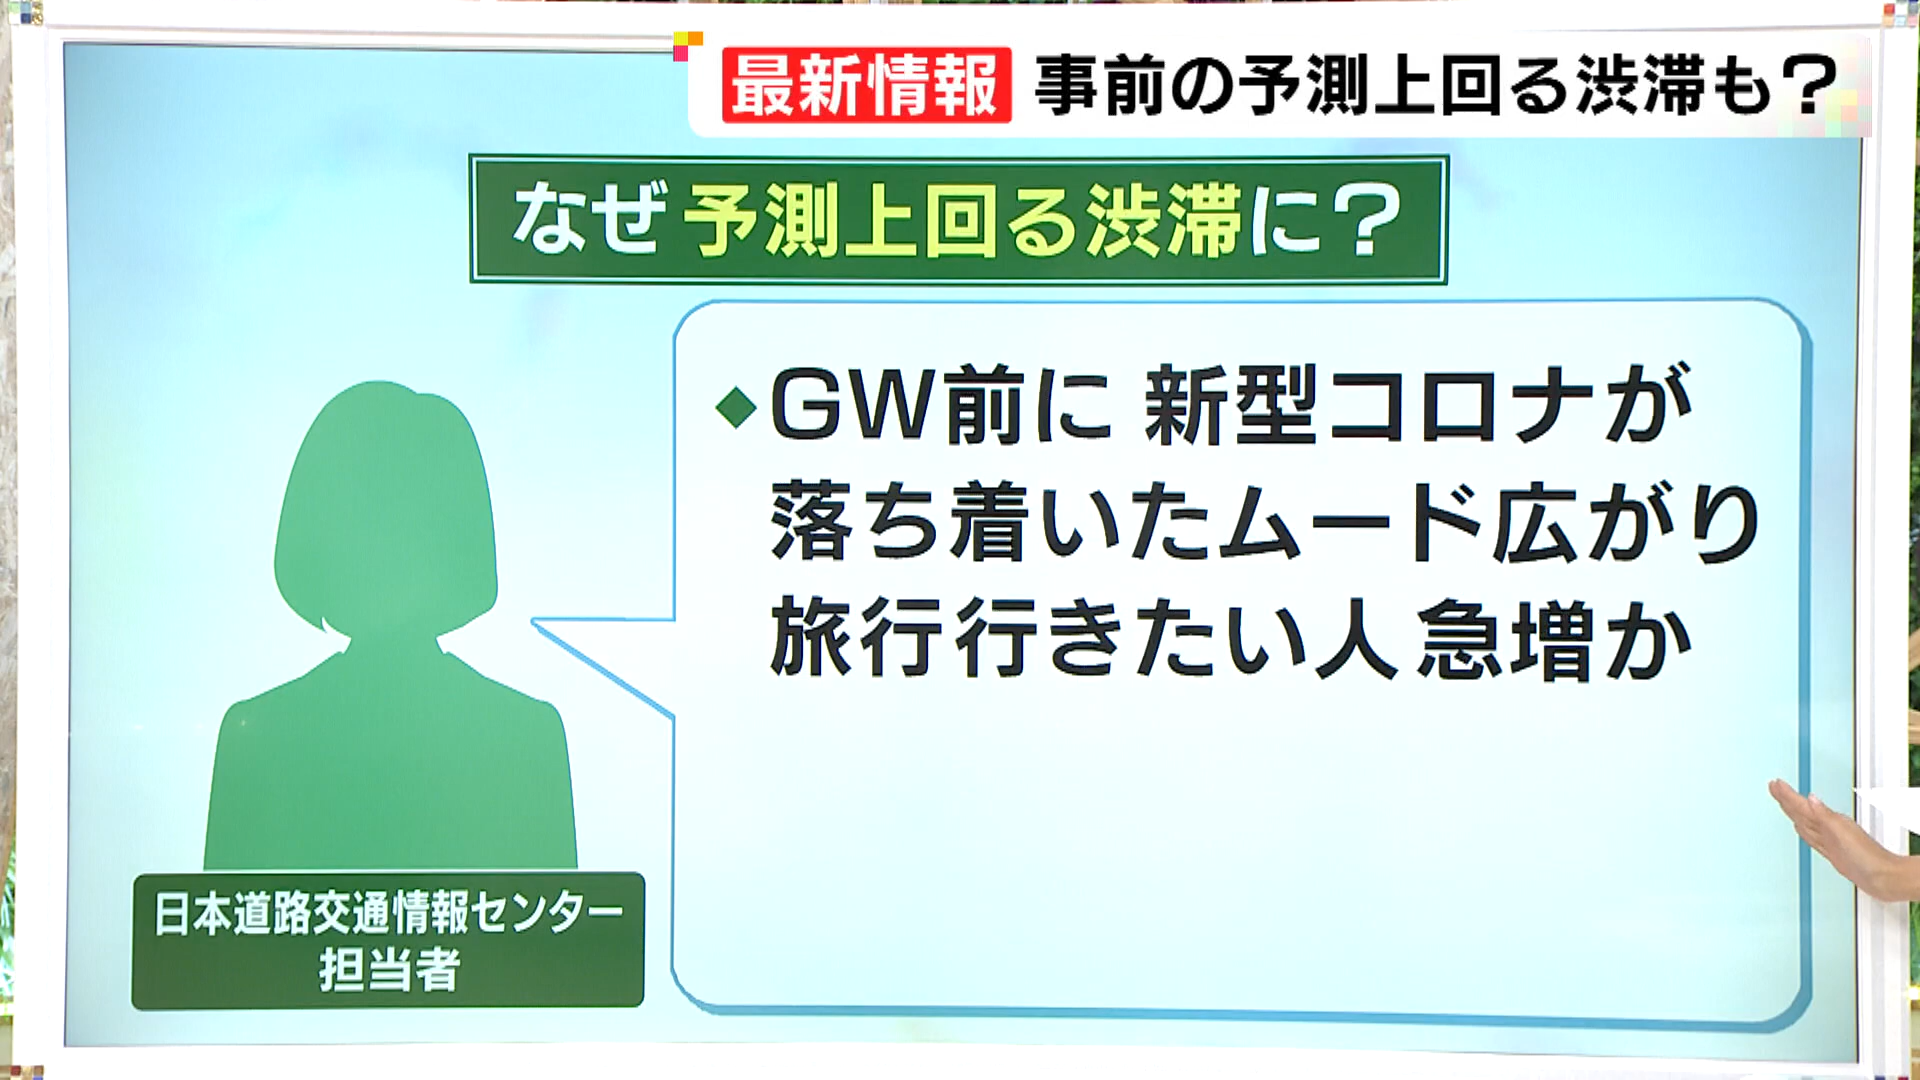 最新情報 事前の予測上回る渋滞も？
なぜ予測上回る渋滞に？
◆GW前に 新型コロナが
落ち着いたムード広がり
旅行行きたい人急増か
日本道路交通情報センター
担当者